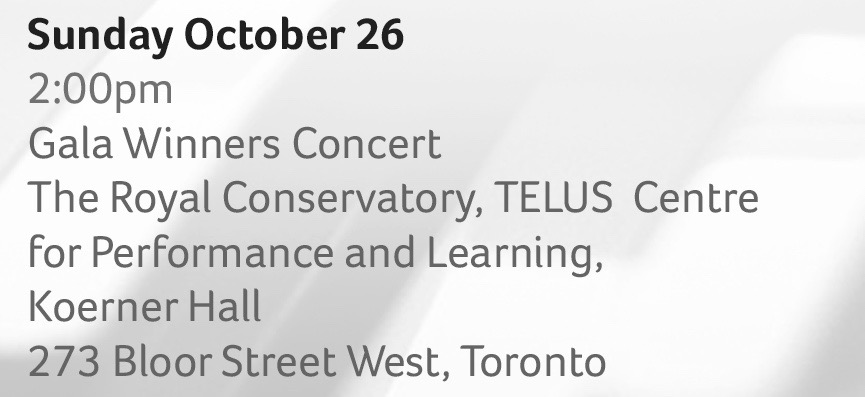 Sunday October 26
2:00pm
Gala Winners Concert
The Royal Conservatory, TELUS  Centre
for Performance and Learning,
Koerner Hall
273 Bloor Street West, Toronto